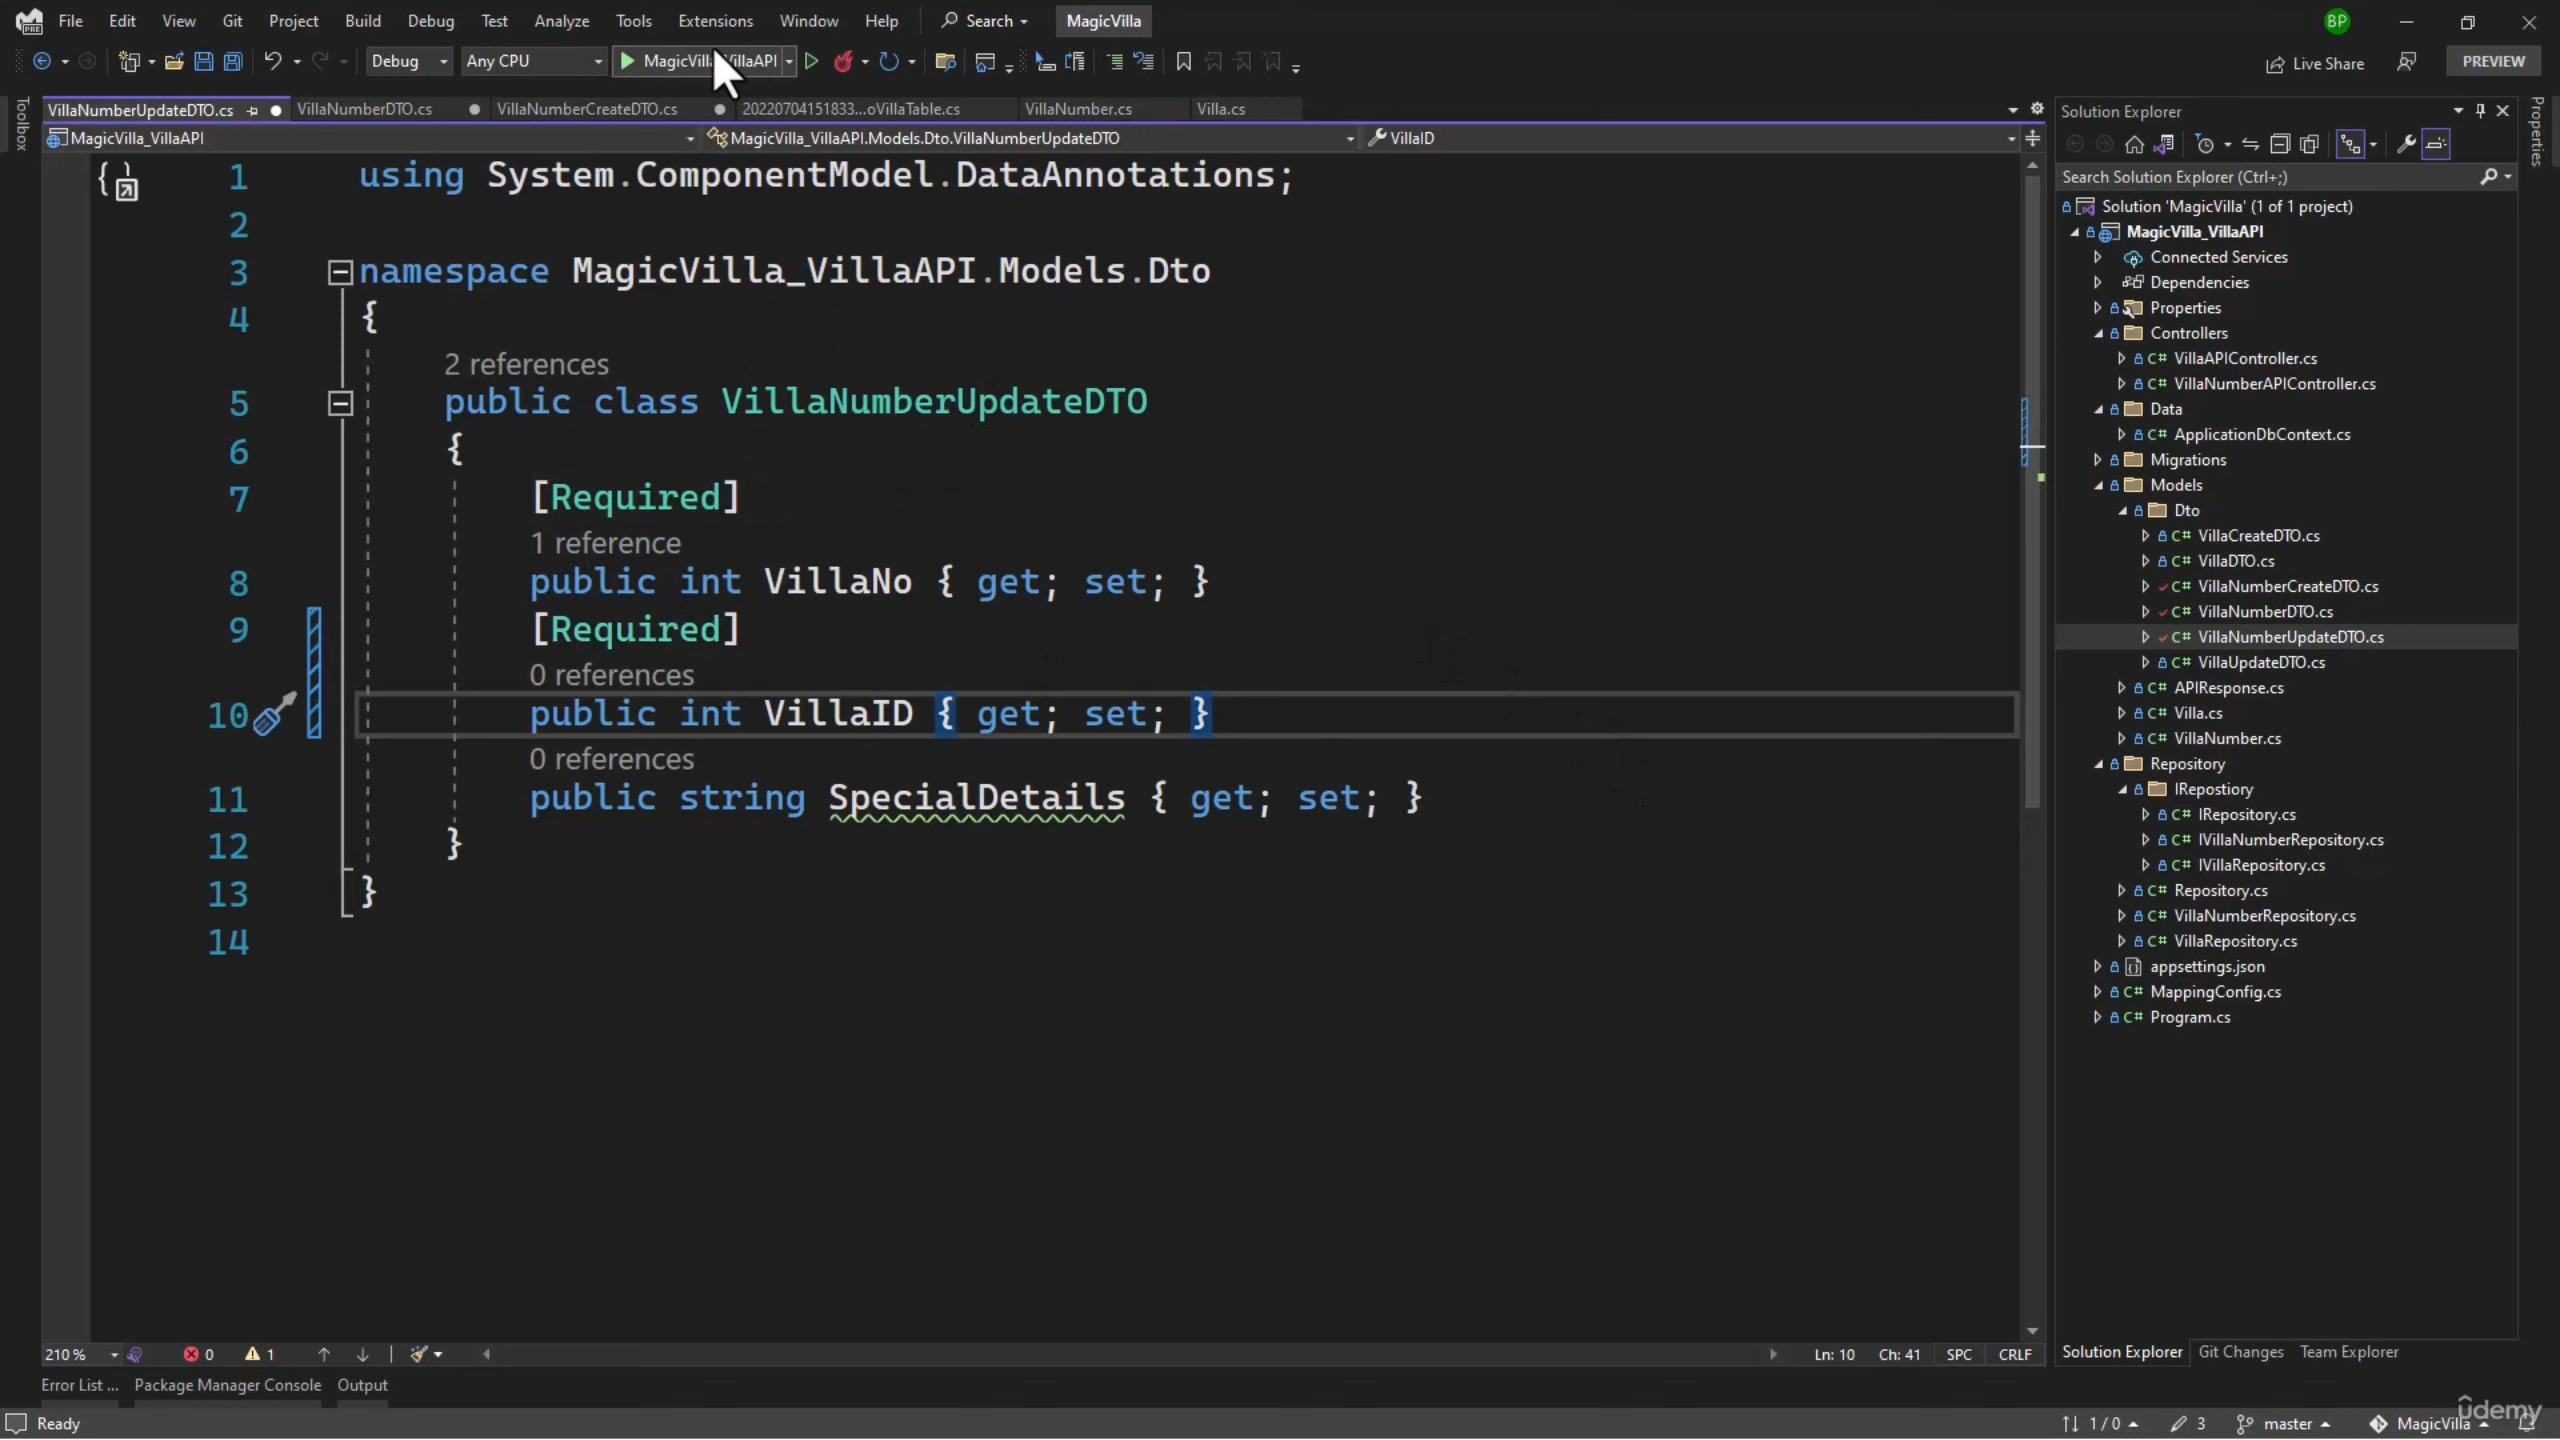 File Edit View Git Project Build Debug Test Analyze Tools Extensions Window Help Search MagicVilla BP
Debug Any CPU MagicVilla_VillaAPI Live Share PREVIEW
Toolbox
VillaNumberUpdateDTO.cs VillaNumberDTO.cs VillaNumberCreateDTO.cs 20220704151833...oVillaTable.cs VillaNumber.cs Villa.cs
MagicVilla_VillaAPI MagicVilla_VillaAPI.Models.Dto.VillaNumberUpdateDTO VillaID
1 using System.ComponentModel.DataAnnotations;
2
3 namespace MagicVilla_VillaAPI.Models.Dto
4 {
2 references
5 public class VillaNumberUpdateDTO
6 {
7 [Required]
1 reference
8 public int VillaNo { get; set; }
9 [Required]
0 references
10 public int VillaID { get; set; }
0 references
11 public string SpecialDetails { get; set; }
12 }
13 }
14
210 % 0 1 Ln: 10 Ch: 41 SPC CRLF
Error List ... Package Manager Console Output
Solution Explorer
Search Solution Explorer (Ctrl+;)
Solution 'MagicVilla' (1 of 1 project)
MagicVilla_VillaAPI
Connected Services
Dependencies
Properties
Controllers
C# VillaAPIController.cs
C# VillaNumberAPIController.cs
Data
C# ApplicationDbContext.cs
Migrations
Models
Dto
C# VillaCreateDTO.cs
C# VillaDTO.cs
C# VillaNumberCreateDTO.cs
C# VillaNumberDTO.cs
C# VillaNumberUpdateDTO.cs
C# VillaUpdateDTO.cs
C# APIResponse.cs
C# Villa.cs
C# VillaNumber.cs
Repository
IRepostiory
C# IRepository.cs
C# IVillaNumberRepository.cs
C# IVillaRepository.cs
C# Repository.cs
C# VillaNumberRepository.cs
C# VillaRepository.cs
appsettings.json
C# MappingConfig.cs
C# Program.cs
Solution Explorer Git Changes Team Explorer
Properties
Ready 1 / 0 3 master MagicVilla
udemy